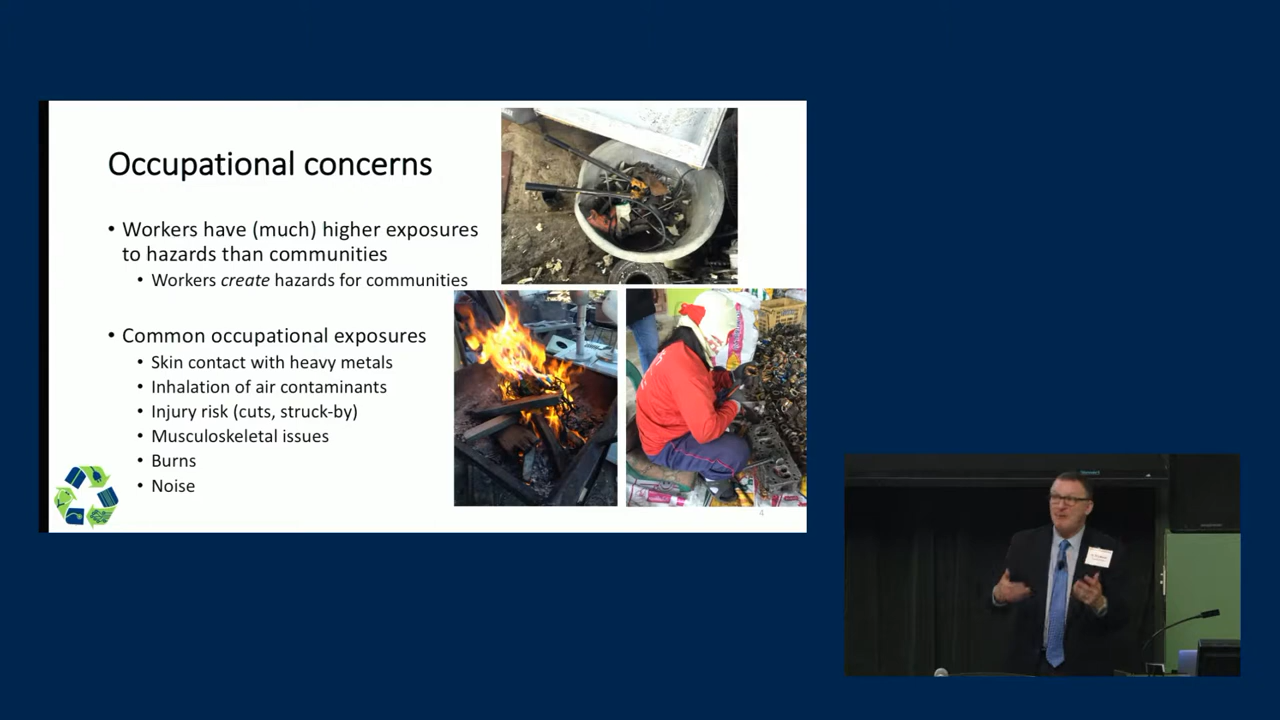 Occupational concerns
• Workers have (much) higher exposures
to hazards than communities
• Workers create hazards for communities
• Common occupational exposures
• Skin contact with heavy metals
• Inhalation of air contaminants
• Injury risk (cuts, struck-by)
• Musculoskeletal issues
• Burns
• Noise
4